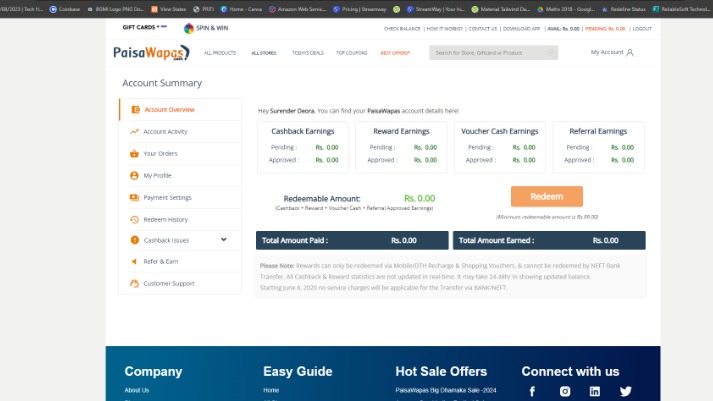 08/2023 | Tech H...
Coinbase
BGMI Logo PNG Do...
View States
Home - Canva
Amazon Web Servic...
Pricing | Streamway
StreamWay | Your Yu...
Material Tailwind Da...
Maths 2018 - Googl...
Redefine Status
ReliableSoft Technol...
GIFT CARDS
SPIN & WIN
CHECK BALANCE | HOW IT WORKS? | CONTACT US | DOWNLOAD APP | AVAIL: Rs. 0.00 | PENDING: Rs. 0.00 | LOGOUT
PaisaWapas.com
ALL PRODUCTS
ALL STORES
TODAYS DEALS
TOP COUPONS
BEST OFFERS*
Search for Store, Giftcard or Product
My Account
Account Summary
Account Overview
Account Activity
Your Orders
My Profile
Payment Settings
Redeem History
Cashback Issues
Refer & Earn
Customer Support
Hey Surender Deora. You can find your PaisaWapas account details here!
Cashback Earnings
Pending : Rs. 0.00
Approved : Rs. 0.00
Reward Earnings
Pending : Rs. 0.00
Approved : Rs. 0.00
Voucher Cash Earnings
Pending : Rs. 0.00
Approved : Rs. 0.00
Referral Earnings
Pending : Rs. 0.00
Approved : Rs. 0.00
Redeemable Amount: Rs. 0.00
(Cashback + Reward + Voucher Cash + Referral Approved Earnings)
Redeem
(Minimum redeemable amount is Rs.99.00)
Total Amount Paid : Rs. 0.00
Total Amount Earned : Rs. 0.00
Please Note: Rewards can only be redeemed via Mobile/DTH Recharge & Shopping Vouchers, & cannot be redeemed by NEFT Bank
Transfer. All Cashback & Reward statistics are not updated in real-time. It may take 24-48hr in showing updated balance.
Starting June 8, 2020 no service charges will be applicable for the Transfer via BANK/NEFT.
Company
About Us
Easy Guide
Home
Hot Sale Offers
PaisaWapas Big Dhamaka Sale -2024
Connect with us